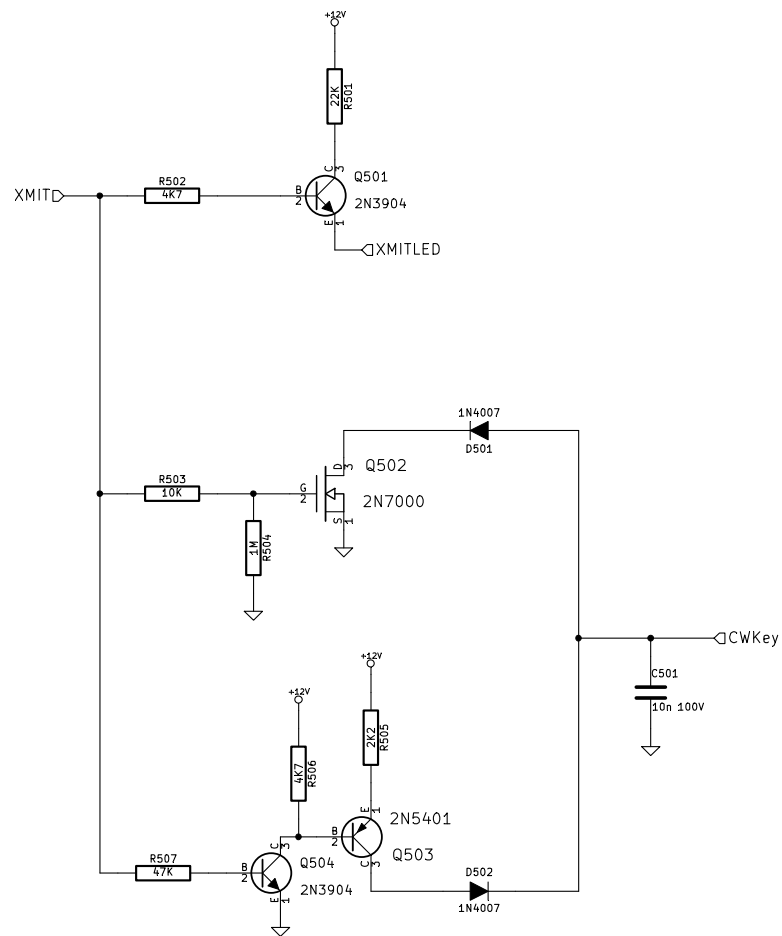 +12V
22K
R501
C
3
Q501
XMIT
R502
4K7
B
2
2N3904
E
1
XMITLED
1N4007
D501
D
3
Q502
R503
10K
G
2
2N7000
S
1
1M
R504
CWKey
C501
10n 100V
+12V
+12V
2K2
R505
4K7
R506
E
1
2N5401
B
2
Q503
C
3
C
3
Q504
R507
47K
B
2
2N3904
E
1
D502
1N4007